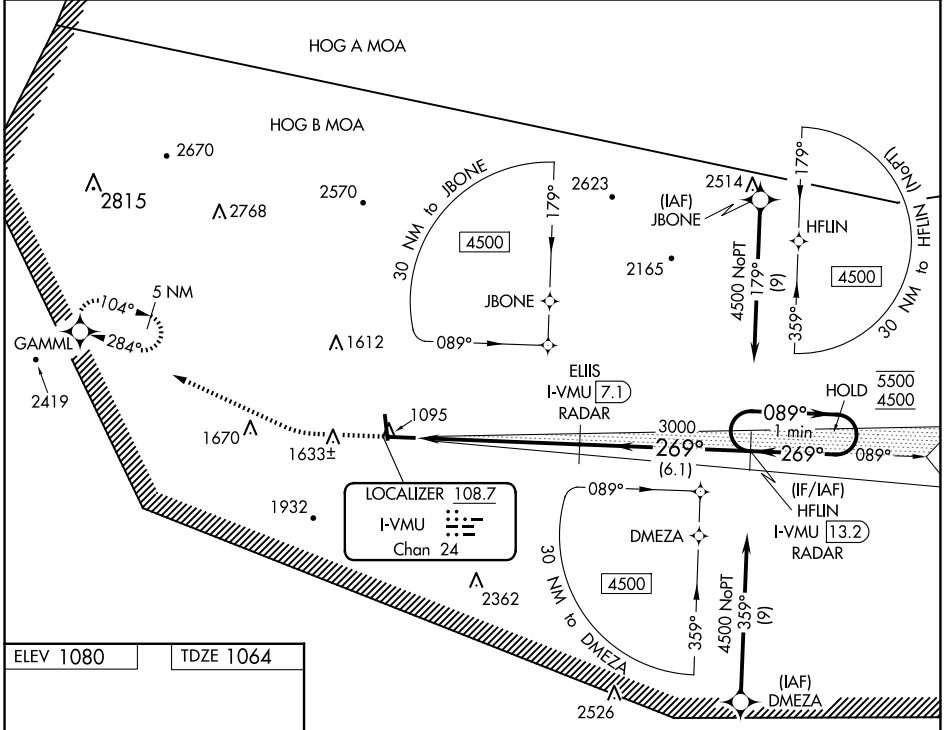 HOG A MOA
HOG B MOA
2670
2815
2768
2570
2623
2514
2165
(IAF)
JBONE
30 NM to JBONE
4500
179°
JBONE
089°
4500 NoPT
179°
(9)
179°
HFLIN
359°
4500
30 NM to HFLIN (NoPT)
104°
284°
5 NM
GAMML
2419
1612
1670
1633±
1095
1932
ELIIS
I-VMU 7.1
RADAR
HOLD
5500
4500
089°
1 min
3000
269°
269°
089°
(6.1)
(IF/IAF)
HFLIN
I-VMU 13.2
RADAR
LOCALIZER 108.7
I-VMU
Chan 24
089°
DMEZA
4500
359°
30 NM to DMEZA
2362
4500 NoPT
359°
(9)
(IAF)
DMEZA
2526
ELEV 1080
TDZE 1064